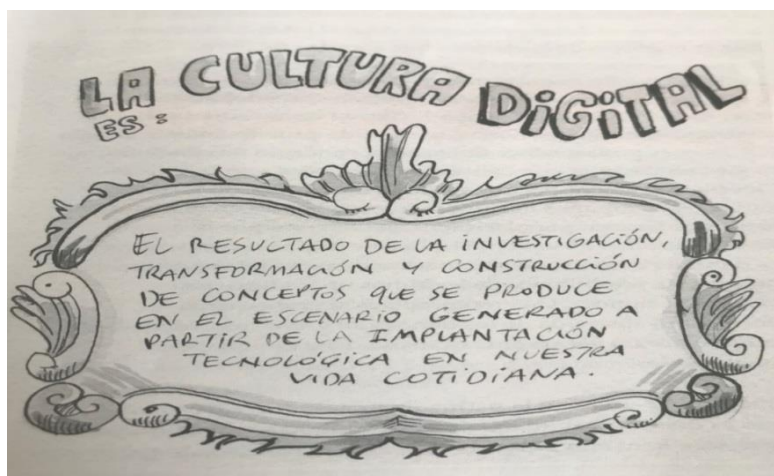 LA CULTURA DIGITAL
ES:
EL RESULTADO DE LA INVESTIGACIÓN,
TRANSFORMACIÓN Y CONSTRUCCIÓN
DE CONCEPTOS QUE SE PRODUCE
EN EL ESCENARIO GENERADO A
PARTIR DE LA IMPLANTACIÓN
TECNOLÓGICA EN NUESTRA
VIDA COTIDIANA.